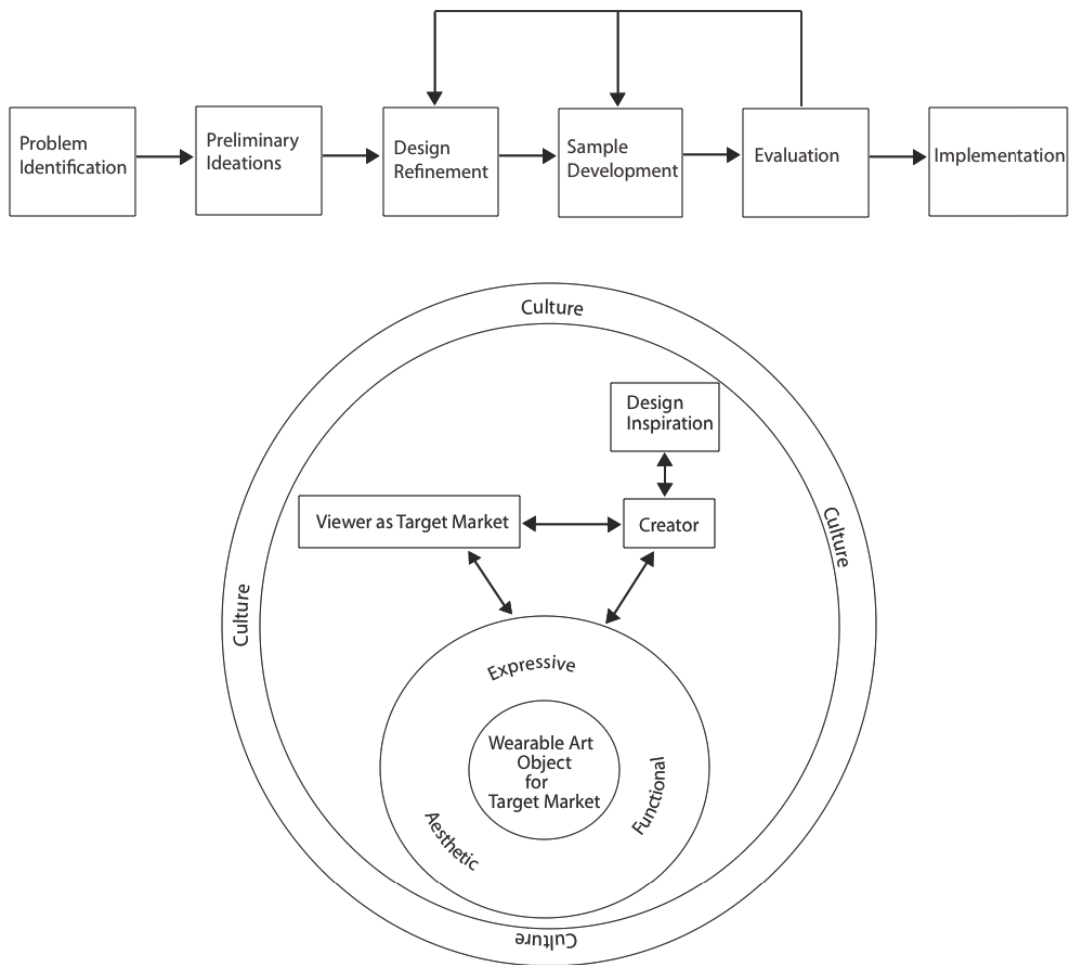 Problem
Identification
Preliminary
Ideations
Design
Refinement
Sample
Development
Evaluation
Implementation
Culture
Design
Inspiration
Viewer as Target Market
Creator
Culture
Culture
Expressive
Wearable Art
Object
for
Target Market
Functional
Aesthetic
Culture